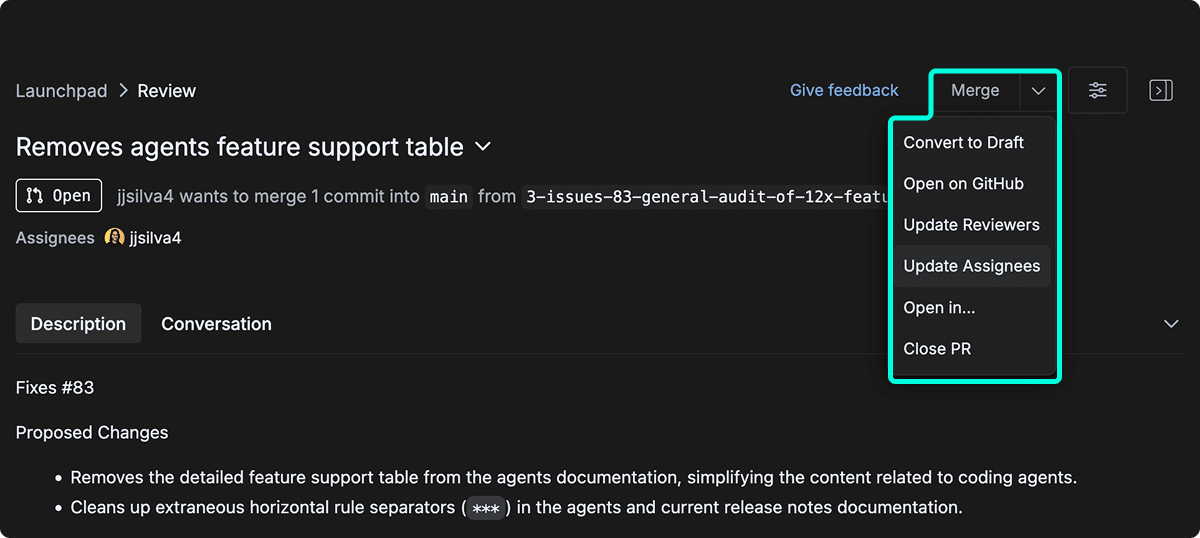 Launchpad > Review
Give feedback
Merge
Removes agents feature support table
Open jjsilva4 wants to merge 1 commit into main from 3-issues-83-general-audit-of-12x-featu
Assignees jjsilva4
Convert to Draft
Open on GitHub
Update Reviewers
Update Assignees
Open in...
Close PR
Description Conversation
Fixes #83
Proposed Changes
• Removes the detailed feature support table from the agents documentation, simplifying the content related to coding agents.
• Cleans up extraneous horizontal rule separators (***) in the agents and current release notes documentation.